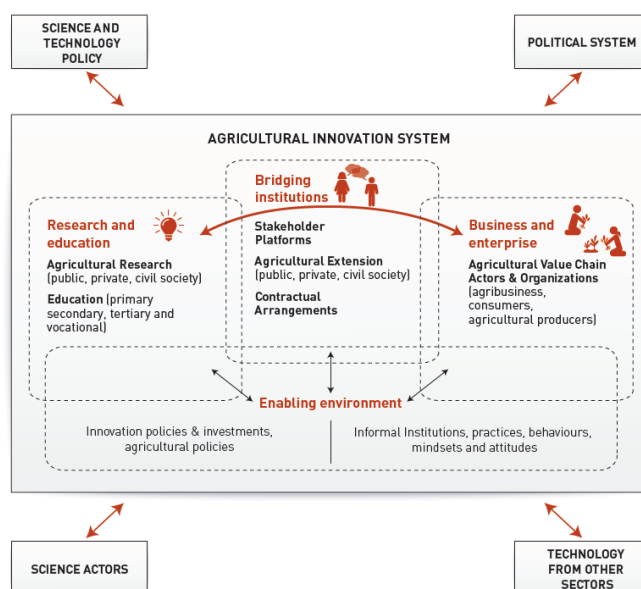 SCIENCE AND
TECHNOLOGY
POLICY
POLITICAL SYSTEM
AGRICULTURAL INNOVATION SYSTEM
Bridging
institutions
Research and
education
Business and
enterprise
Agricultural Research
(public, private, civil society)
Education (primary
secondary, tertiary and
vocational)
Stakeholder
Platforms
Agricultural Extension
(public, private, civil society)
Contractual
Arrangements
Agricultural Value Chain
Actors & Organizations
(agribusiness,
consumers,
agricultural producers)
Enabling environment
Innovation policies & investments,
agricultural policies
Informal Institutions, practices, behaviours,
mindsets and attitudes
SCIENCE ACTORS
TECHNOLOGY
FROM OTHER
SECTORS